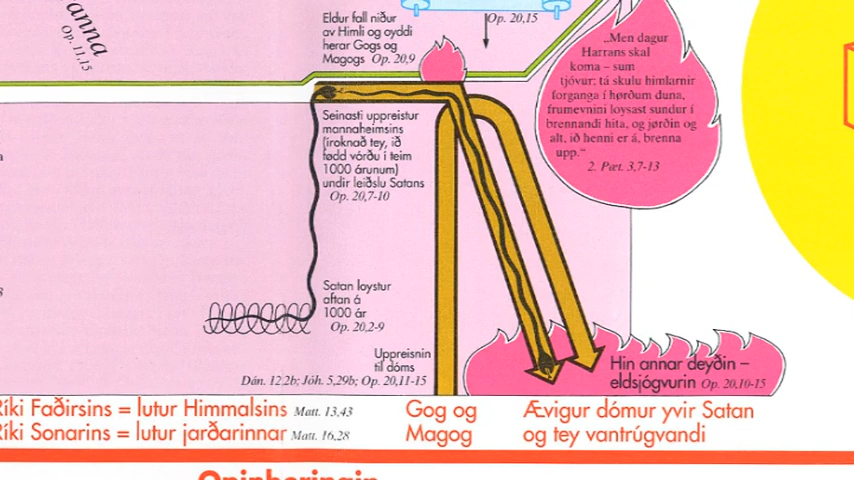 anna
Op. 11,15
Eldur fall niður
av Himli og oyddi
herar Gogs og
Magogs Op. 20,9
Op. 20,15
„Men dagur
Harrans skal
koma – sum
tjóvur; tá skulu himlarnir
forganga í hørðum duna,
frumevnini loysast sundur í
brennandi hita, og jørðin og
alt, ið henni er á, brenna
upp."
2. Pæt. 3,7-13
Seinasti uppreistur
mannaheimsins
(íroknað tey, ið
fødd vórðu í teim
1000 árunum)
undir leiðslu Satans
Op. 20,7-10
Satan loystur
aftan á
1000 ár
Op. 20,2-9
Uppreisnin
til dóms
Dán. 12,2b; Jóh. 5,29b; Op. 20,11-15
Hin annar deyðin –
eldsjógvurin Op. 20,10-15
Ríki Faðirsins = lutur Himmalsins Matt. 13,43
Ríki Sonarins = lutur jarðarinnar Matt. 16,28
Gog og
Magog
Ævigur dómur yvir Satan
og tey vantrúgvandi
Opinberingin